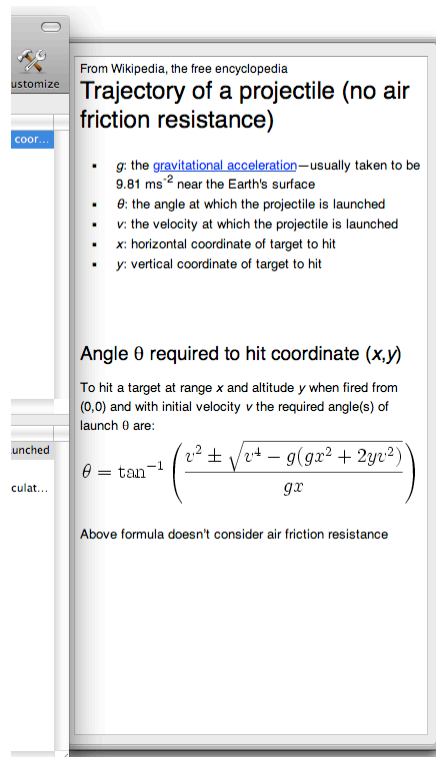 ustomize
coor...
unched
culat...
From Wikipedia, the free encyclopedia
Trajectory of a projectile (no air
friction resistance)
▪ g: the gravitational acceleration—usually taken to be
9.81 ms⁻² near the Earth's surface
▪ θ: the angle at which the projectile is launched
▪ v: the velocity at which the projectile is launched
▪ x: horizontal coordinate of target to hit
▪ y: vertical coordinate of target to hit
Angle θ required to hit coordinate (x,y)
To hit a target at range x and altitude y when fired from
(0,0) and with initial velocity v the required angle(s) of
launch θ are:
θ = tan⁻¹ ( (v² ± √(v⁴ − g(gx² + 2yv²))) / gx )
Above formula doesn't consider air friction resistance